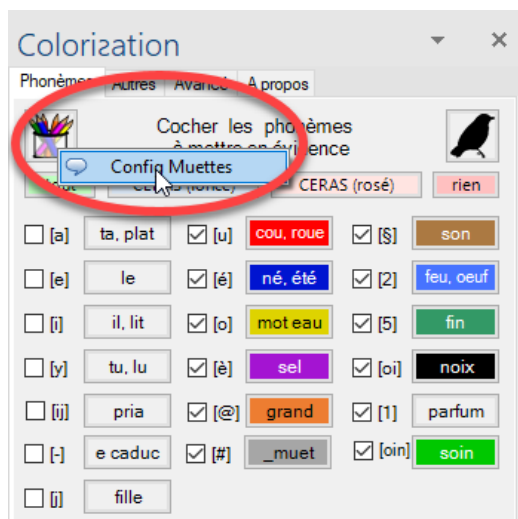 Colorization
Phonèmes Autres Avancé A propos
Cocher les phonèmes
à mettre en évidence
Config Muettes
CERAS (foncé) CERAS (rosé) rien
[a] ta, plat [u] cou, roue [§] son
[e] le [é] né, été [2] feu, oeuf
[i] il, lit [o] mot eau [5] fin
[y] tu, lu [è] sel [oi] noix
[ij] pria [@] grand [1] parfum
[-] e caduc [#] _muet [oin] soin
[j] fille